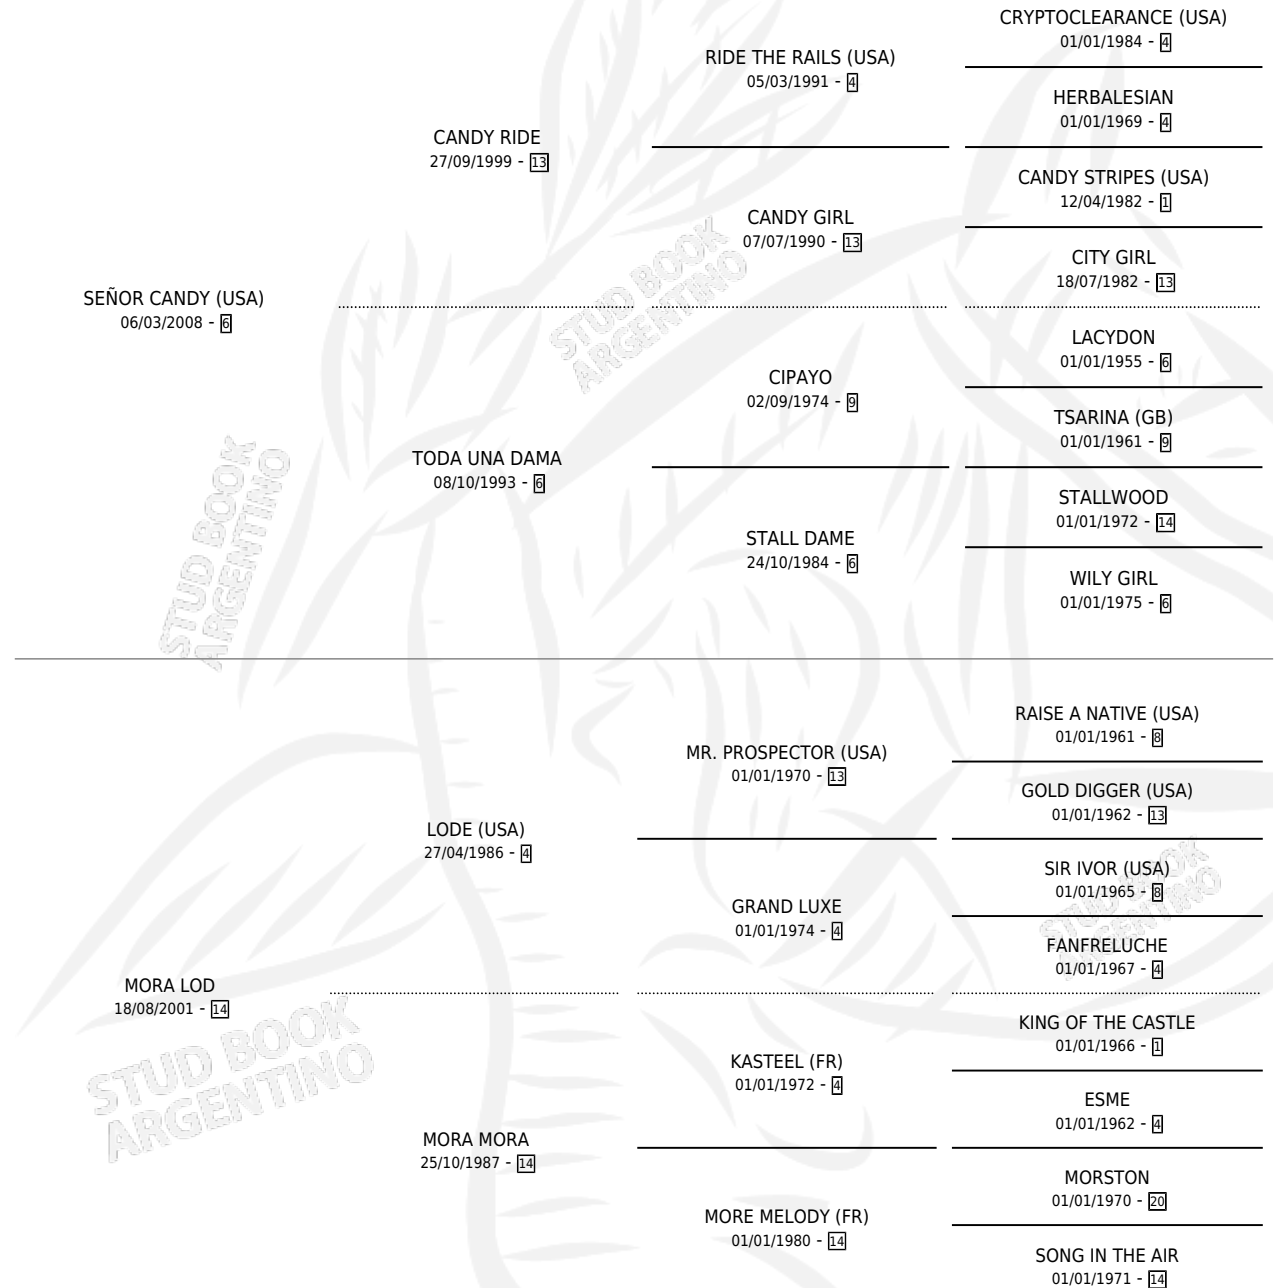 CRYPTOCLEARANCE (USA)
01/01/1984 - 4
RIDE THE RAILS (USA)
05/03/1991 - 4
HERBALESIAN
01/01/1969 - 4
CANDY RIDE
27/09/1999 - 13
CANDY STRIPES (USA)
12/04/1982 - 1
CANDY GIRL
07/07/1990 - 13
CITY GIRL
18/07/1982 - 13
SEÑOR CANDY (USA)
06/03/2008 - 6
LACYDON
01/01/1955 - 6
CIPAYO
02/09/1974 - 9
TSARINA (GB)
01/01/1961 - 9
TODA UNA DAMA
08/10/1993 - 6
STALLWOOD
01/01/1972 - 14
STALL DAME
24/10/1984 - 6
WILY GIRL
01/01/1975 - 6
RAISE A NATIVE (USA)
01/01/1961 - 8
MR. PROSPECTOR (USA)
01/01/1970 - 13
GOLD DIGGER (USA)
01/01/1962 - 13
LODE (USA)
27/04/1986 - 4
SIR IVOR (USA)
01/01/1965 - 8
GRAND LUXE
01/01/1974 - 4
FANFRELUCHE
01/01/1967 - 4
MORA LOD
18/08/2001 - 14
KING OF THE CASTLE
01/01/1966 - 1
KASTEEL (FR)
01/01/1972 - 4
ESME
01/01/1962 - 4
MORA MORA
25/10/1987 - 14
MORSTON
01/01/1970 - 20
MORE MELODY (FR)
01/01/1980 - 14
SONG IN THE AIR
01/01/1971 - 14
STUD BOOK
ARGENTINO
STUD BOOK
ARGENTINO
STUD BOOK
ARGENTINO
STUD BOOK
ARGENTINO